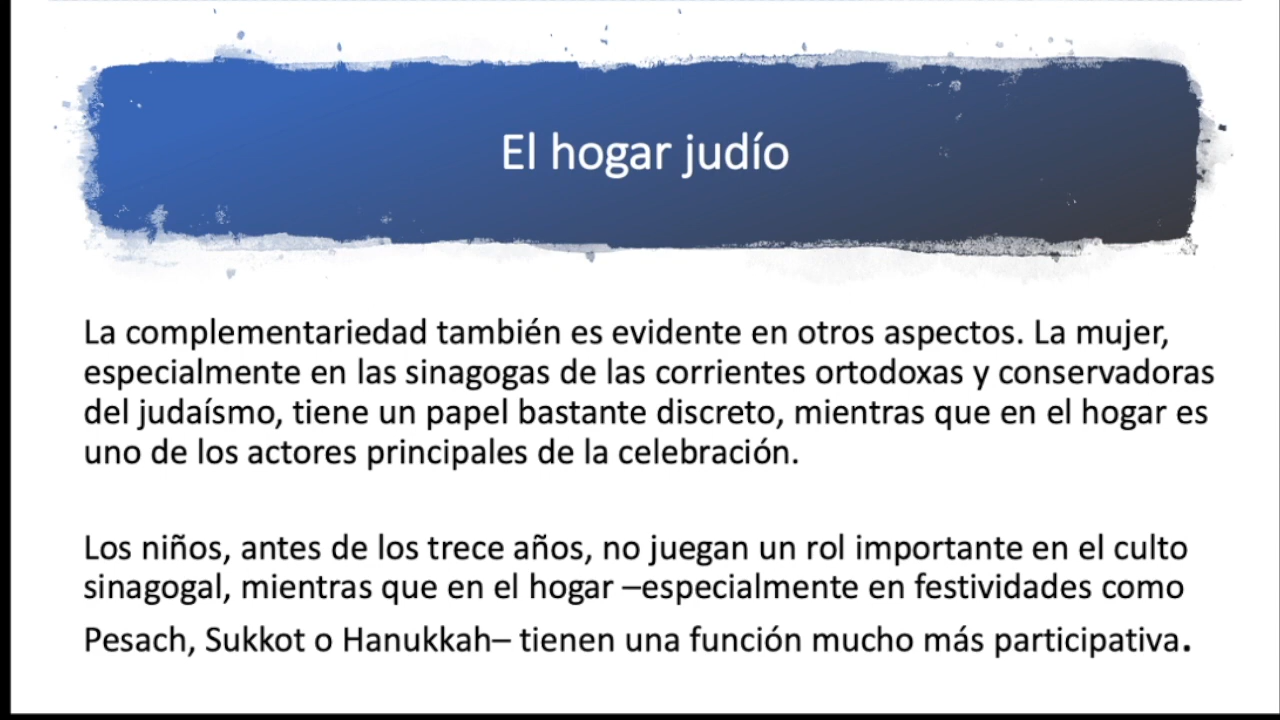 El hogar judío
La complementariedad también es evidente en otros aspectos. La mujer,
especialmente en las sinagogas de las corrientes ortodoxas y conservadoras
del judaísmo, tiene un papel bastante discreto, mientras que en el hogar es
uno de los actores principales de la celebración.
Los niños, antes de los trece años, no juegan un rol importante en el culto
sinagogal, mientras que en el hogar –especialmente en festividades como
Pesach, Sukkot o Hanukkah– tienen una función mucho más participativa.